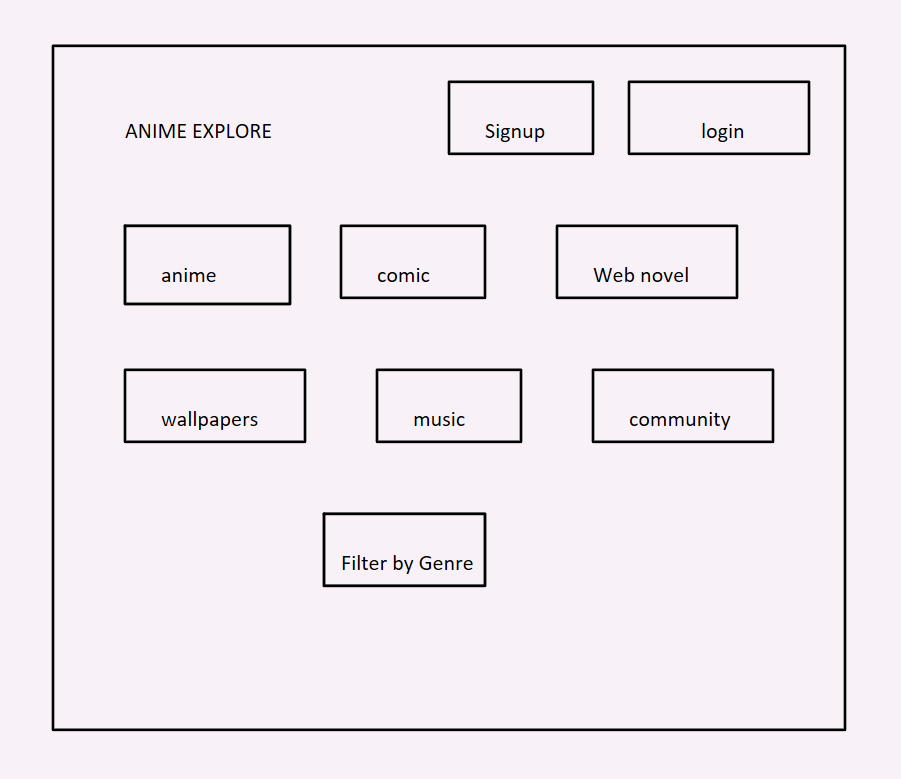 ANIME EXPLORE
Signup
login
anime
comic
Web novel
wallpapers
music
community
Filter by Genre